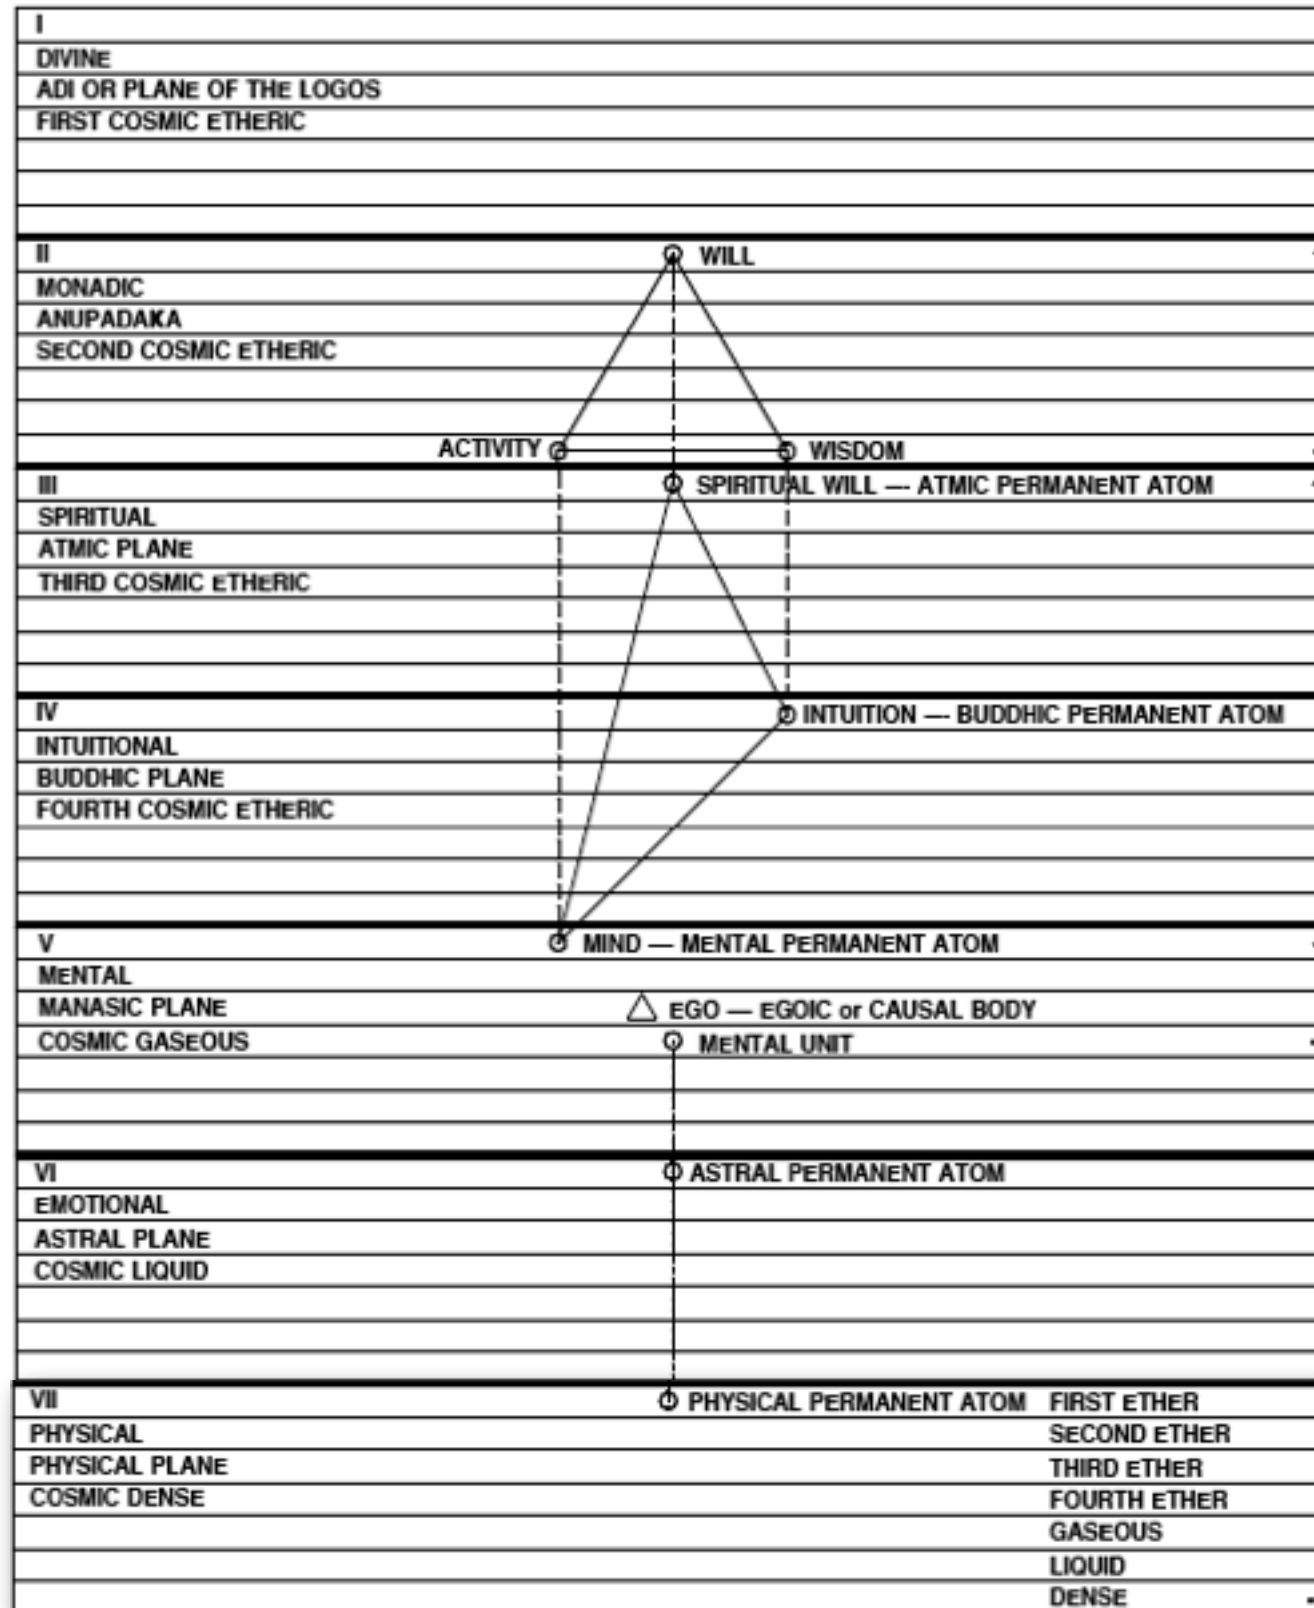 I
DIVINE
ADI OR PLANE OF THE LOGOS
FIRST COSMIC ETHERIC
II
WILL
MONADIC
ANUPADAKA
SECOND COSMIC ETHERIC
ACTIVITY
WISDOM
III
SPIRITUAL WILL –- ATMIC PERMANENT ATOM
SPIRITUAL
ATMIC PLANE
THIRD COSMIC ETHERIC
IV
INTUITION –- BUDDHIC PERMANENT ATOM
INTUITIONAL
BUDDHIC PLANE
FOURTH COSMIC ETHERIC
V
MIND — MENTAL PERMANENT ATOM
MENTAL
MANASIC PLANE
EGO — EGOIC or CAUSAL BODY
COSMIC GASEOUS
MENTAL UNIT
VI
ASTRAL PERMANENT ATOM
EMOTIONAL
ASTRAL PLANE
COSMIC LIQUID
VII
PHYSICAL PERMANENT ATOM
FIRST ETHER
PHYSICAL
SECOND ETHER
PHYSICAL PLANE
THIRD ETHER
COSMIC DENSE
FOURTH ETHER
GASEOUS
LIQUID
DENSE